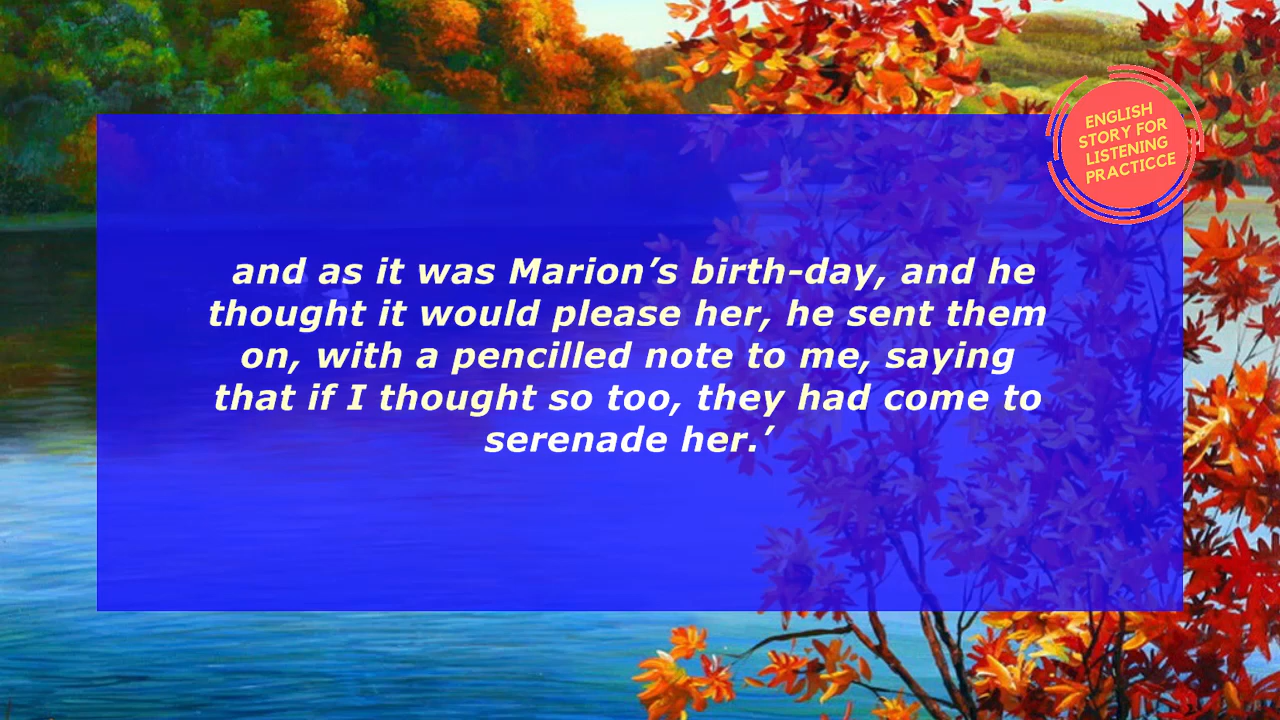 ENGLISH
STORY FOR
LISTENING
PRACTICCE
and as it was Marion’s birth-day, and he
thought it would please her, he sent them
on, with a pencilled note to me, saying
that if I thought so too, they had come to
serenade her.’